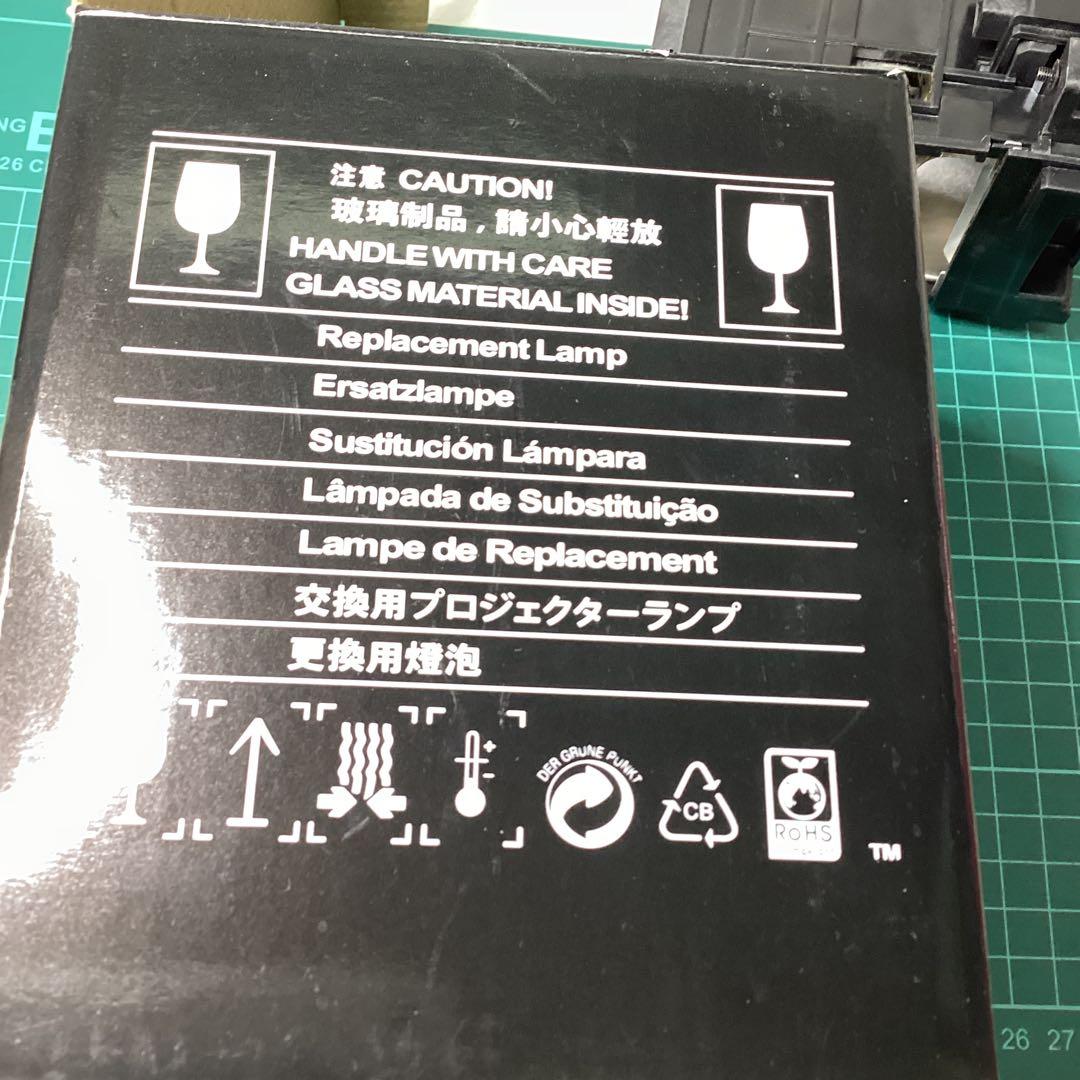 注意 CAUTION!
玻璃制品，請小心輕放
HANDLE WITH CARE
GLASS MATERIAL INSIDE!
Replacement Lamp
Ersatzlampe
Sustitución Lámpara
Lâmpada de Substituição
Lampe de Replacement
交換用プロジェクターランプ
更換用燈泡
DER GRÜNE PUNKT
CB
RoHS
TM
26 27